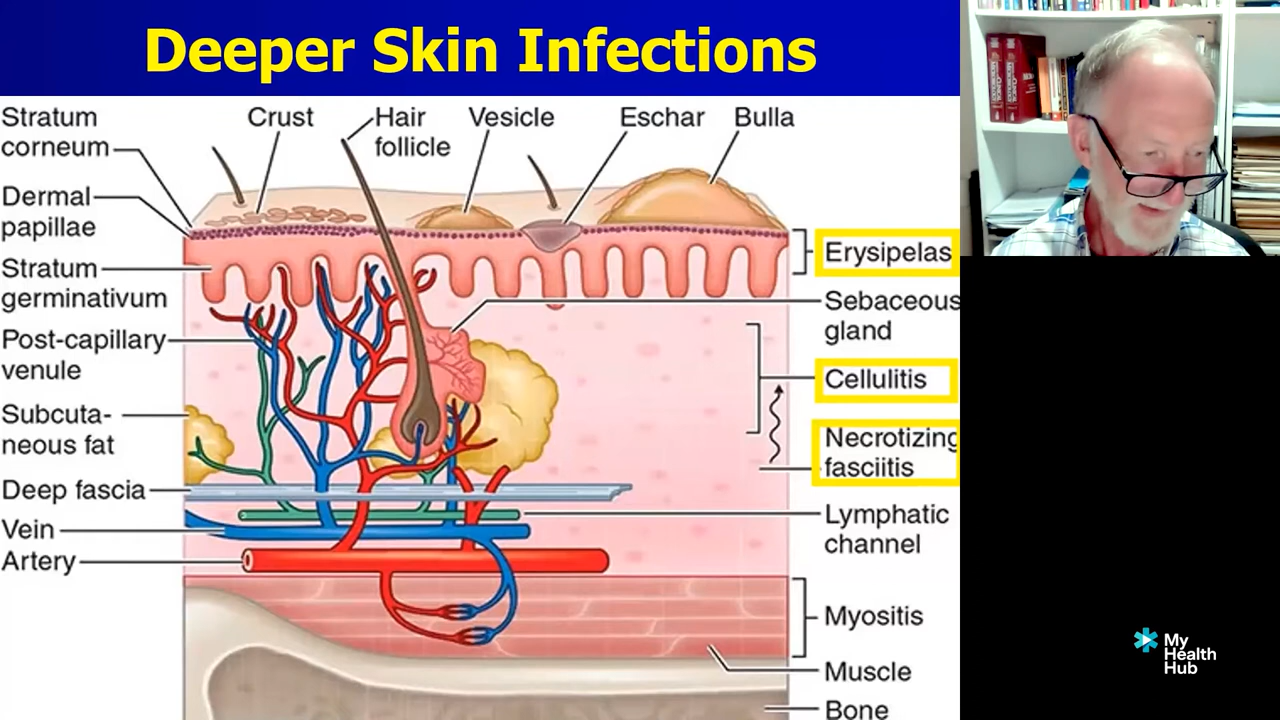 Deeper Skin Infections
Stratum
corneum
Crust
Hair
follicle
Vesicle
Eschar
Bulla
Dermal
papillae
Stratum
germinativum
Post-capillary
venule
Subcuta-
neous fat
Deep fascia
Vein
Artery
Erysipelas
Sebaceous
gland
Cellulitis
Necrotizing
fasciitis
Lymphatic
channel
Myositis
Muscle
Bone
My
Health
Hub